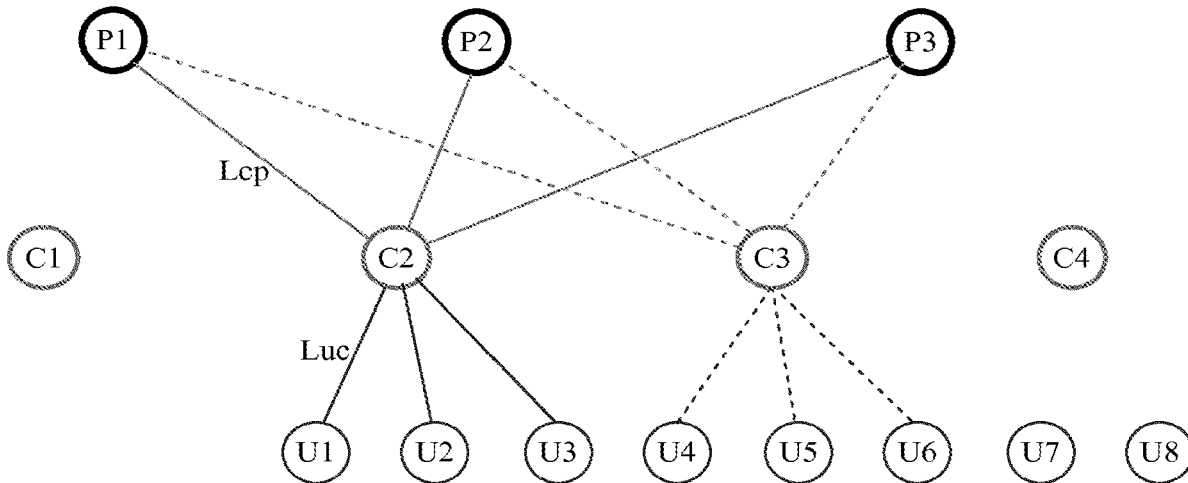 P1 P2 P3
Lcp
C1 C2 C3 C4
Luc
U1 U2 U3 U4 U5 U6 U7 U8